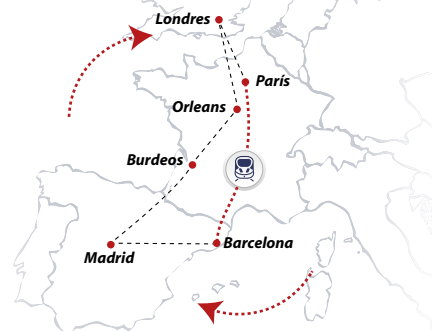 Londres
París
Orleans
Burdeos
Barcelona
Madrid